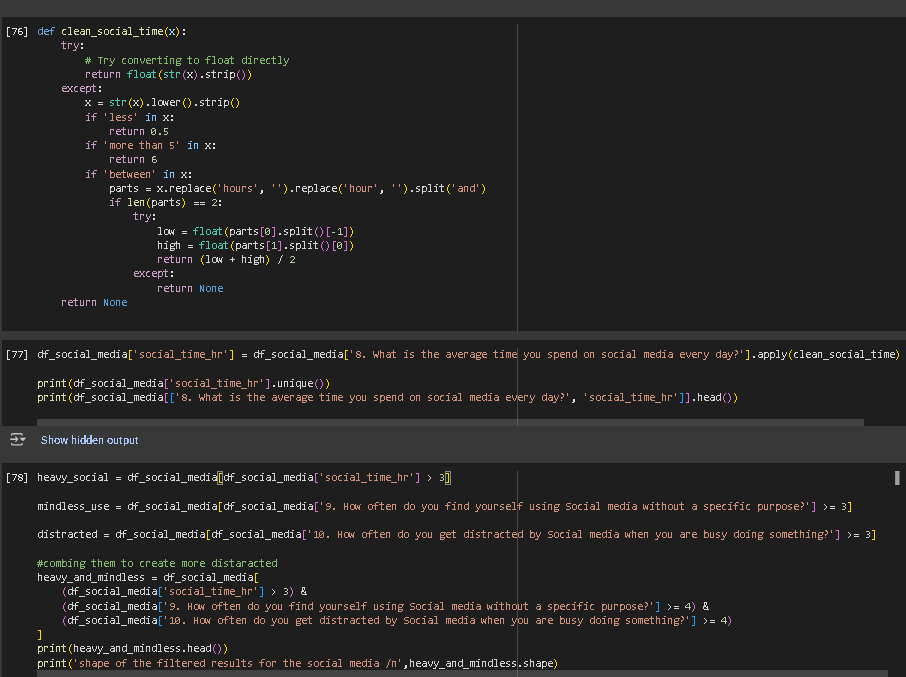 [76] def clean_social_time(x):
    try:
        # Try converting to float directly
        return float(str(x).strip())
    except:
        x = str(x).lower().strip()
        if 'less' in x:
            return 0.5
        if 'more than 5' in x:
            return 6
        if 'between' in x:
            parts = x.replace('hours', '').replace('hour', '').split('and')
            if len(parts) == 2:
                try:
                    low = float(parts[0].split()[-1])
                    high = float(parts[1].split()[0])
                    return (low + high) / 2
                except:
                    return None
    return None
[77] df_social_media['social_time_hr'] = df_social_media['8. What is the average time you spend on social media every day?'].apply(clean_social_time)
print(df_social_media['social_time_hr'].unique())
print(df_social_media[['8. What is the average time you spend on social media every day?', 'social_time_hr']].head())
Show hidden output
[78] heavy_social = df_social_media[df_social_media['social_time_hr'] > 3]
mindless_use = df_social_media[df_social_media['9. How often do you find yourself using Social media without a specific purpose?'] >= 3]
distracted = df_social_media[df_social_media['10. How often do you get distracted by Social media when you are busy doing something?'] >= 3]
#combing them to create more distaracted
heavy_and_mindless = df_social_media[
    (df_social_media['social_time_hr'] > 3) &
    (df_social_media['9. How often do you find yourself using Social media without a specific purpose?'] >= 4) &
    (df_social_media['10. How often do you get distracted by Social media when you are busy doing something?'] >= 4)
]
print(heavy_and_mindless.head())
print('shape of the filtered results for the social media /n',heavy_and_mindless.shape)